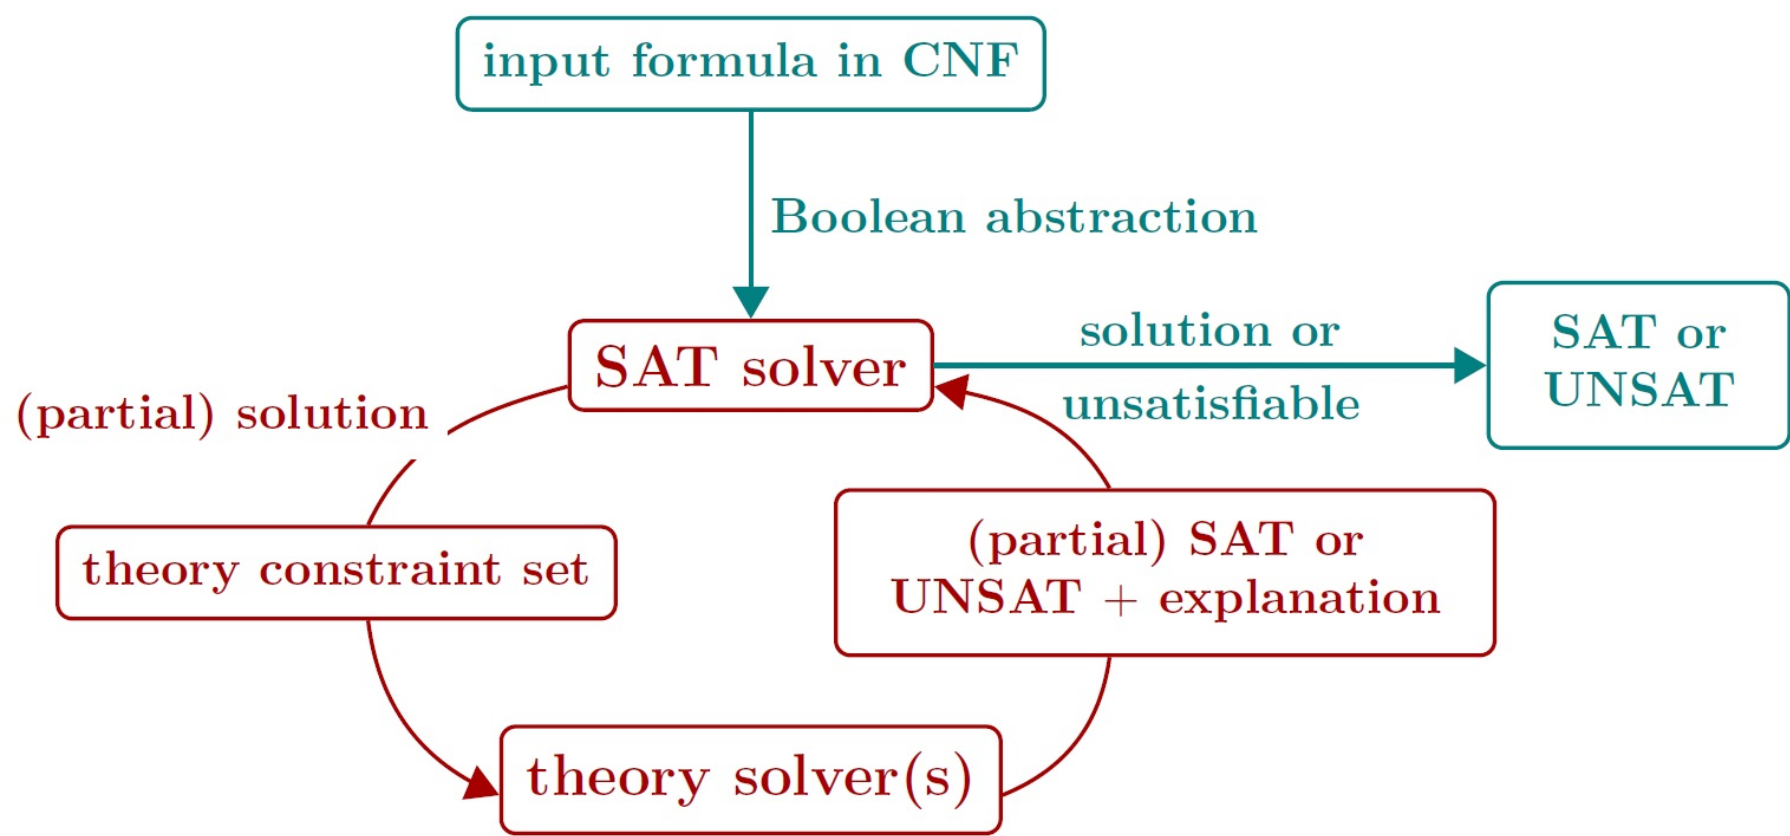 input formula in CNF
Boolean abstraction
SAT solver
solution or
unsatisfiable
SAT or
UNSAT
(partial) solution
theory constraint set
(partial) SAT or
UNSAT + explanation
theory solver(s)